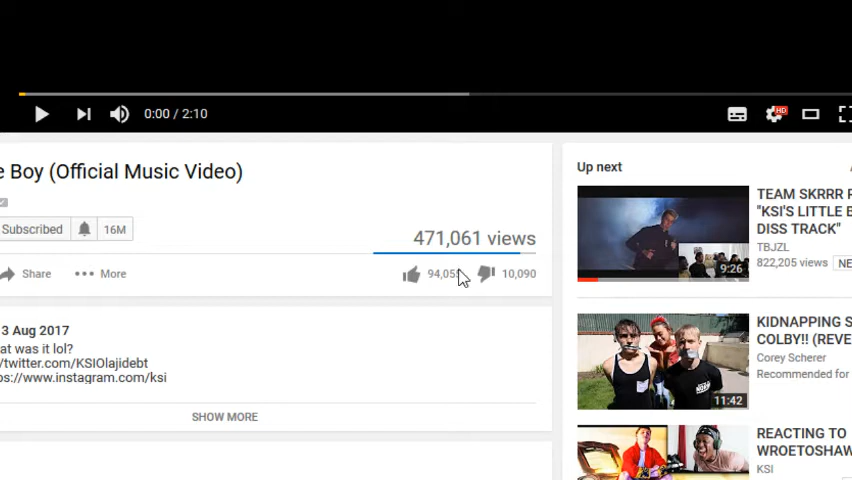 0:00 / 2:10
HD
e Boy (Official Music Video)
Subscribed 16M
471,061 views
Share More
10,090
3 Aug 2017
at was it lol?
/twitter.com/KSIOlajidebt
ps://www.instagram.com/ksi
SHOW MORE
Up next
TEAM SKRRR
"KSI'S LITTLE
DISS TRACK"
TBJZL
822,205 views NE
9:26
KIDNAPPING
COLBY!! (REVE
Corey Scherer
Recommended for
11:42
REACTING TO
WROETOSHAW
KSI